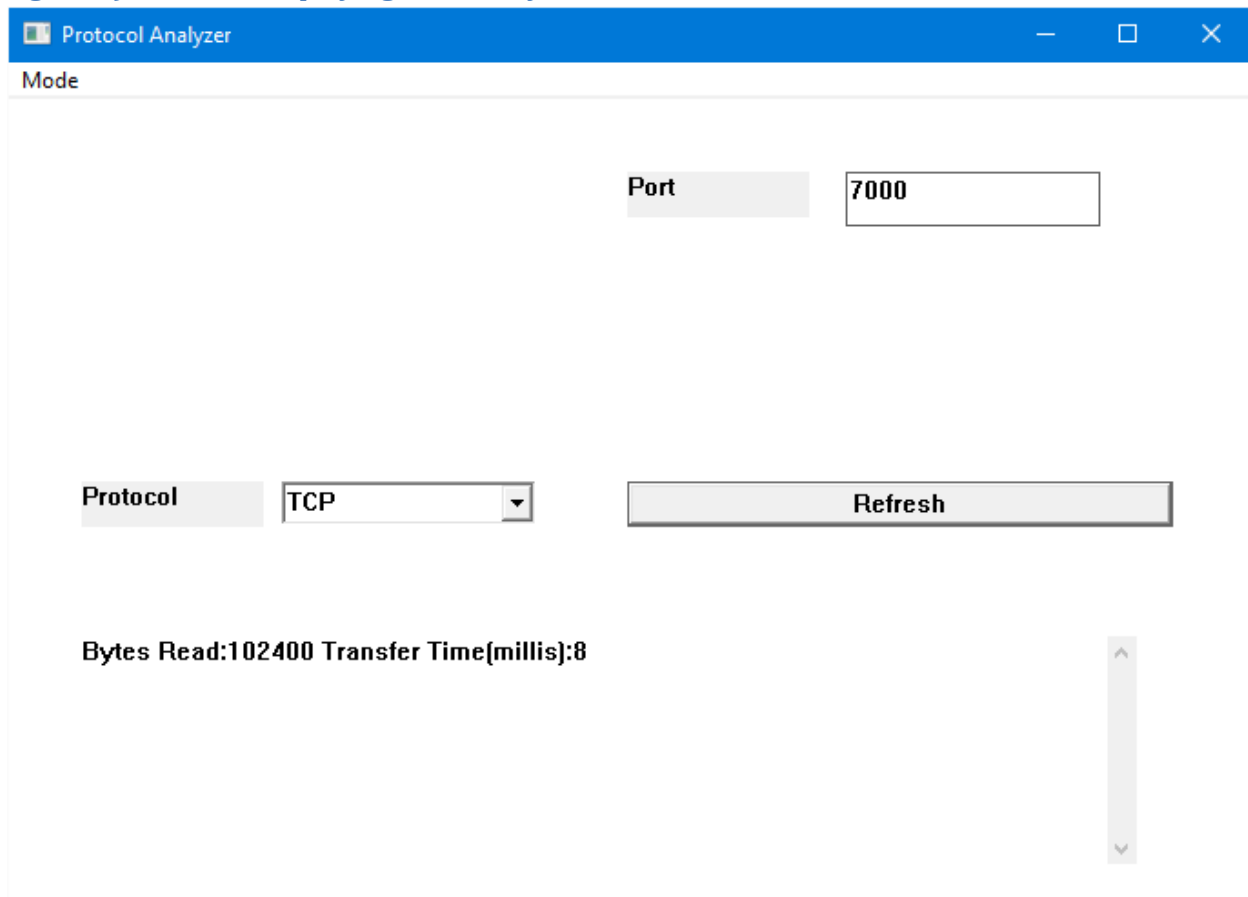 Protocol Analyzer
Mode
Port 7000
Protocol TCP Refresh
Bytes Read:102400 Transfer Time(millis):8